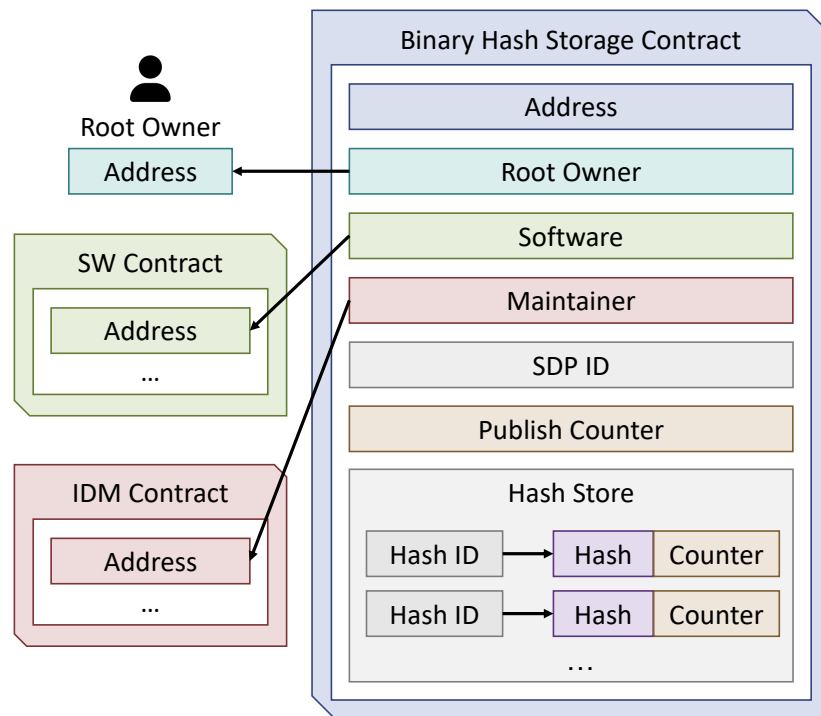 Root Owner
Address
SW Contract
Address
...
IDM Contract
Address
...
Binary Hash Storage Contract
Address
Root Owner
Software
Maintainer
SDP ID
Publish Counter
Hash Store
Hash ID Hash Counter
Hash ID Hash Counter
...